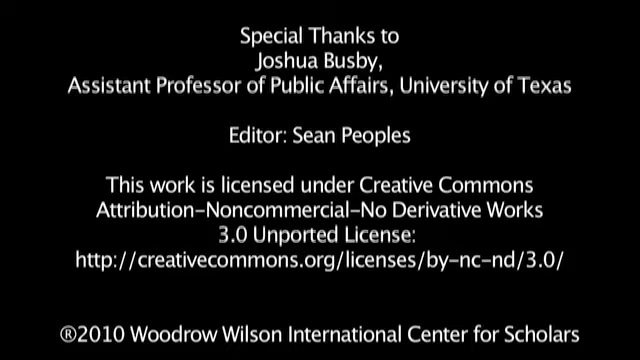 Special Thanks to
Joshua Busby,
Assistant Professor of Public Affairs, University of Texas
Editor: Sean Peoples
This work is licensed under Creative Commons
Attribution–Noncommercial–No Derivative Works
3.0 Unported License:
http://creativecommons.org/licenses/by-nc-nd/3.0/
®2010 Woodrow Wilson International Center for Scholars